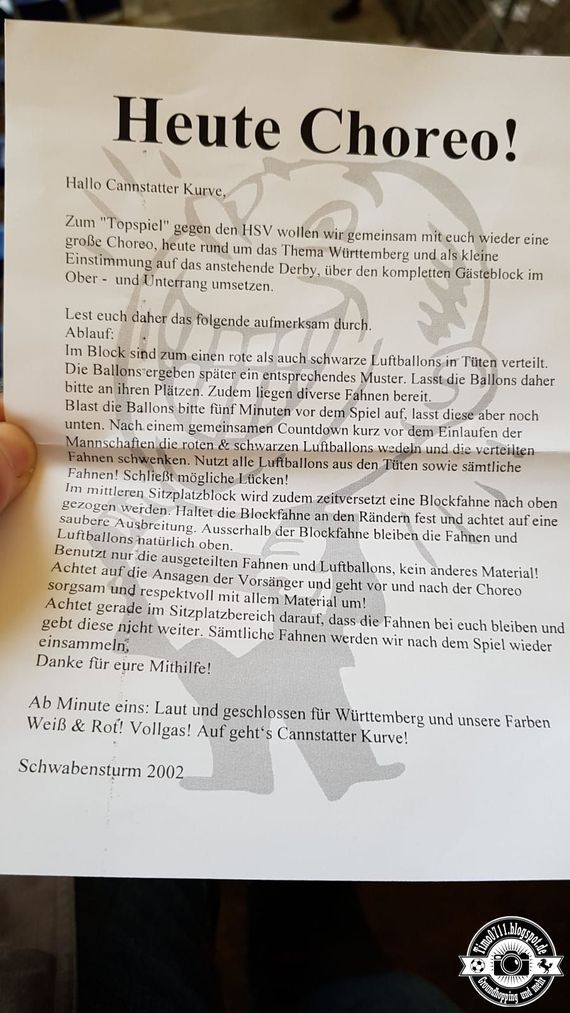 Heute Choreo!
Hallo Cannstatter Kurve,
Zum "Topspiel" gegen den HSV wollen wir gemeinsam mit euch wieder eine
große Choreo, heute rund um das Thema Württemberg und als kleine
Einstimmung auf das anstehende Derby, über den kompletten Gästeblock im
Ober - und Unterrang umsetzen.
Lest euch daher das folgende aufmerksam durch.
Ablauf:
Im Block sind zum einen rote als auch schwarze Luftballons in Tüten verteilt.
Die Ballons ergeben später ein entsprechendes Muster. Lasst die Ballons daher
bitte an ihren Plätzen. Zudem liegen diverse Fahnen bereit.
Blast die Ballons bitte fünf Minuten vor dem Spiel auf, lasst diese aber noch
unten. Nach einem gemeinsamen Countdown kurz vor dem Einlaufen der
Mannschaften die roten & schwarzen Luftballons wedeln und die verteilten
Fahnen schwenken. Nutzt alle Luftballons aus den Tüten sowie sämtliche
Fahnen! Schließt mögliche Lücken!
Im mittleren Sitzplatzblock wird zudem zeitversetzt eine Blockfahne nach oben
gezogen werden. Haltet die Blockfahne an den Rändern fest und achtet auf eine
saubere Ausbreitung. Ausserhalb der Blockfahne bleiben die Fahnen und
Luftballons natürlich oben.
Benutzt nur die ausgeteilten Fahnen und Luftballons, kein anderes Material!
Achtet auf die Ansagen der Vorsänger und geht vor und nach der Choreo
sorgsam und respektvoll mit allem Material um!
Achtet gerade im Sitzplatzbereich darauf, dass die Fahnen bei euch bleiben und
gebt diese nicht weiter. Sämtliche Fahnen werden wir nach dem Spiel wieder
einsammeln.
Danke für eure Mithilfe!
Ab Minute eins: Laut und geschlossen für Württemberg und unsere Farben
Weiß & Rot! Vollgas! Auf geht's Cannstatter Kurve!
Schwabensturm 2002
Timo0711.blogspot.de
Groundhopping und mehr